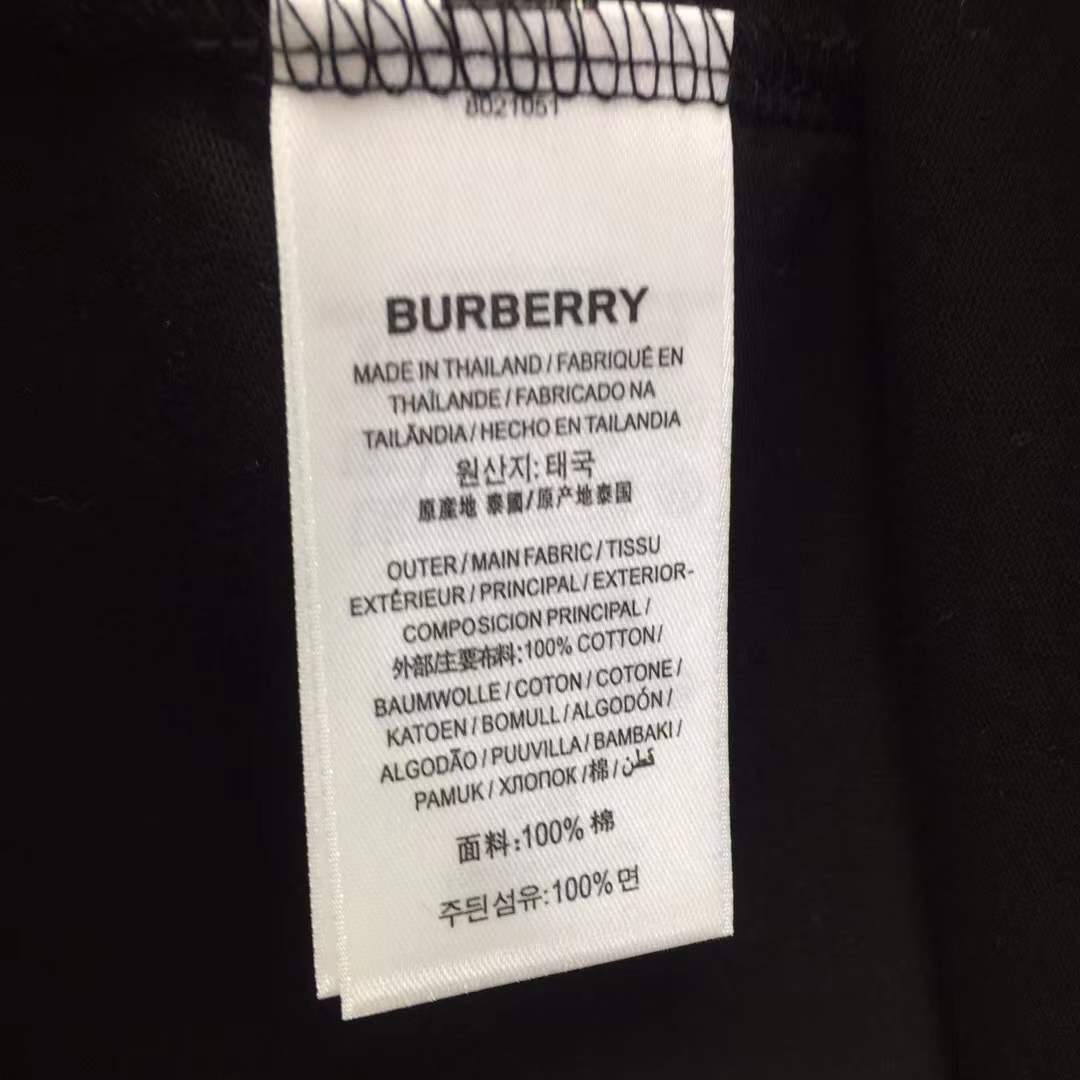 8021051
BURBERRY
MADE IN THAILAND / FABRIQUÉ EN
THAÎLANDE / FABRICADO NA
TAILÂNDIA / HECHO EN TAILANDIA
원산지: 태국
原産地 泰國/原产地泰国
OUTER / MAIN FABRIC / TISSU
EXTÉRIEUR / PRINCIPAL / EXTERIOR-
COMPOSICION PRINCIPAL /
外部/主要布料:100% COTTON/
BAUMWOLLE / COTON / COTONE /
KATOEN / BOMULL / ALGODÓN /
ALGODÃO / PUUVILLA / BAMBAKI /
PAMUK / ХЛОПОК /棉/ قطن
面料:100% 棉
주된섬유:100% 면